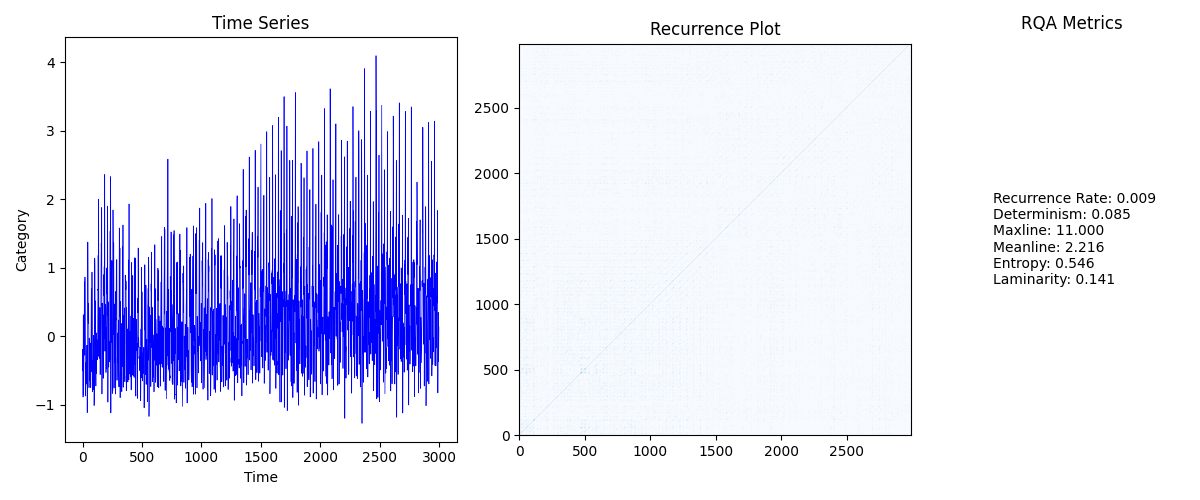 Time Series
Recurrence Plot
RQA Metrics
Category
4
3
2
1
0
−1
0
500
1000
1500
2000
2500
3000
Time
2500
2000
1500
1000
500
0
0
500
1000
1500
2000
2500
Recurrence Rate: 0.009
Determinism: 0.085
Maxline: 11.000
Meanline: 2.216
Entropy: 0.546
Laminarity: 0.141